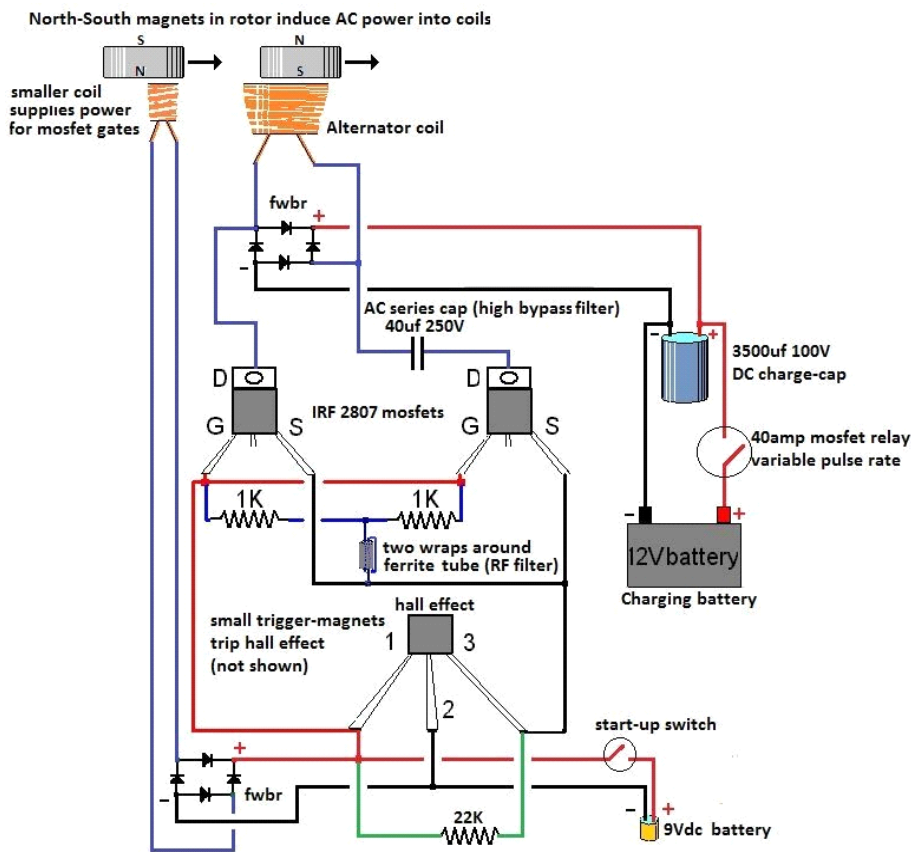 North-South magnets in rotor induce AC power into coils
S
N
N
S
smaller coil
supplies power
for mosfet gates
Alternator coil
fwbr
+
-
AC series cap (high bypass filter)
40uf 250V
-
+
3500uf 100V
DC charge-cap
D
D
IRF 2807 mosfets
G
S
G
S
40amp mosfet relay
variable pulse rate
1K
1K
-
+
12V battery
two wraps around
ferrite tube (RF filter)
Charging battery
hall effect
small trigger-magnets
trip hall effect
(not shown)
1
3
2
start-up switch
+
-
fwbr
22K
-
+
9Vdc battery